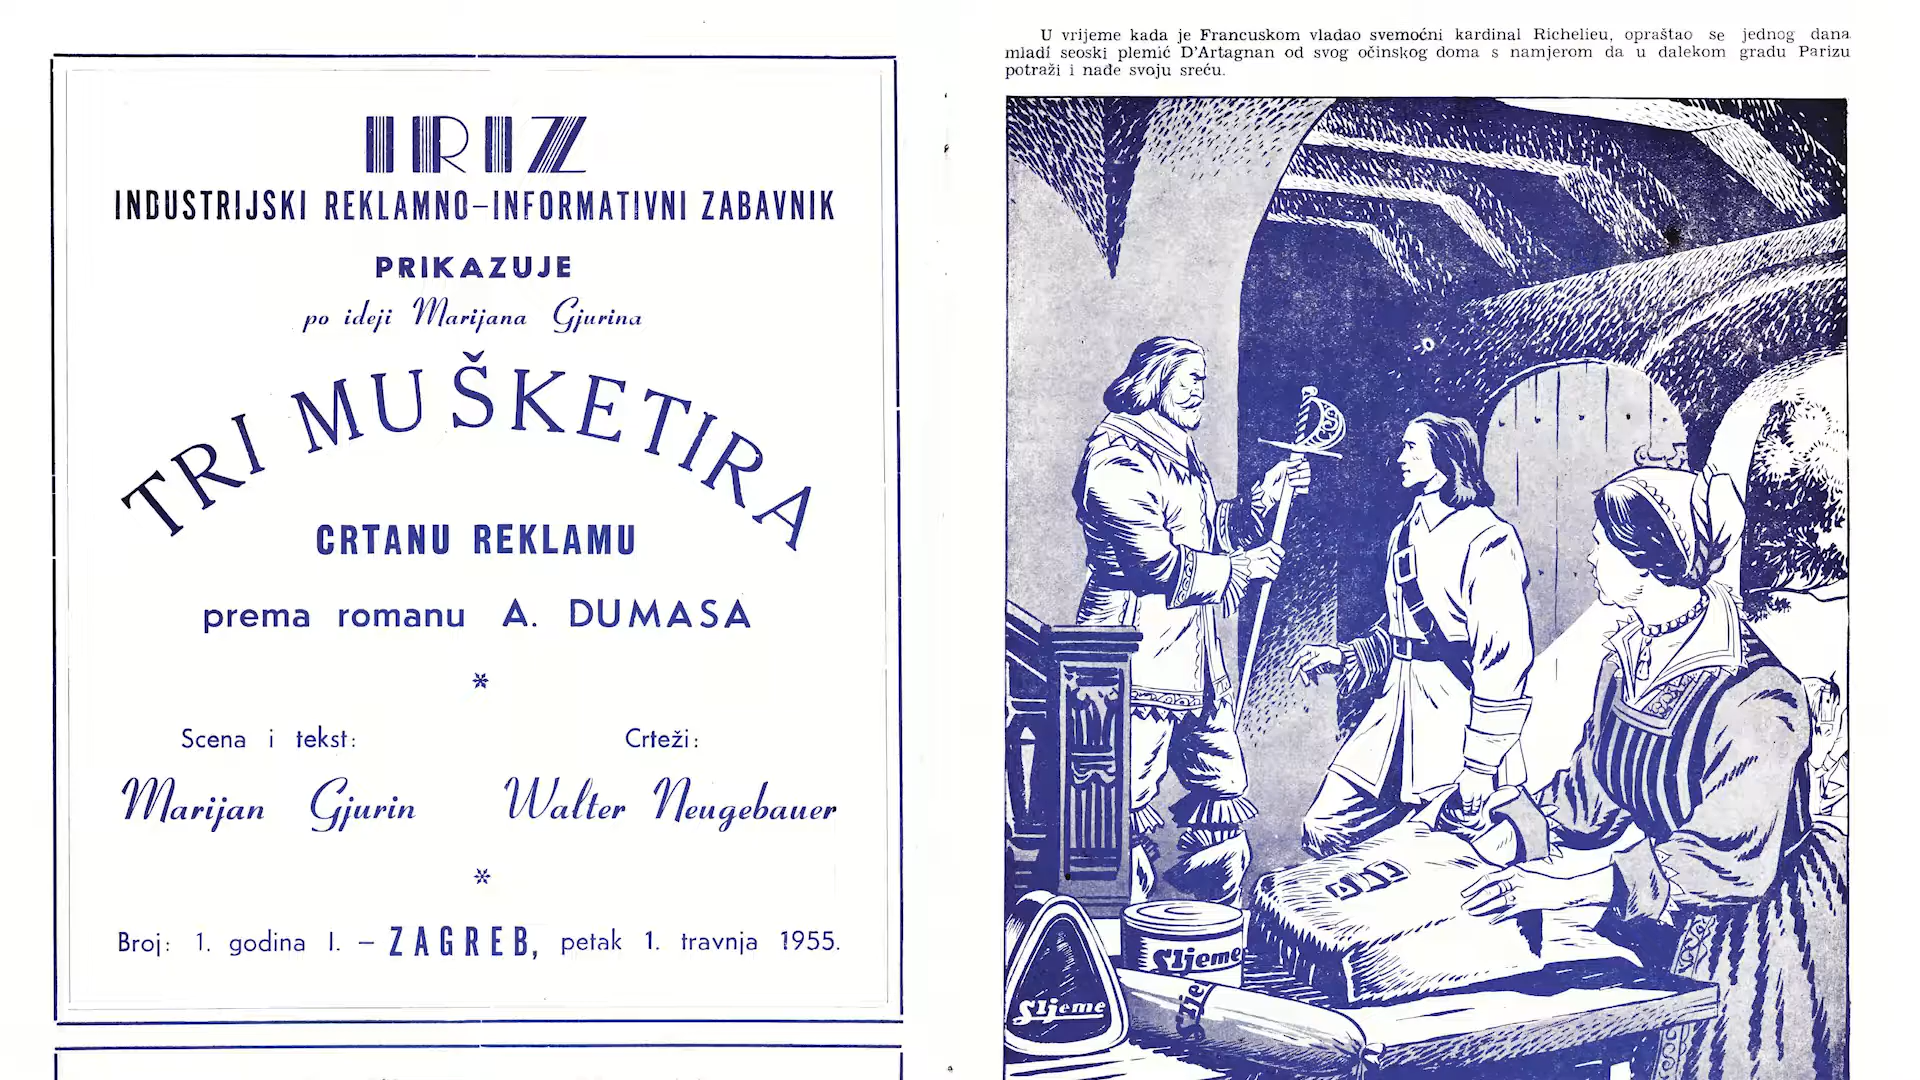 IRIZ
INDUSTRIJSKI REKLAMNO-INFORMATIVNI ZABAVNIK
PRIKAZUJE
po ideji Marijana Gjurina
TRI MUŠKETIRA
CRTANU REKLAMU
prema romanu A. DUMASA
Scena i tekst:
Marijan Gjurin
Crteži:
Walter Neugebauer
Broj: 1. godina I. – ZAGREB, petak 1. travnja 1955.
U vrijeme kada je Francuskom vladao svemoćni kardinal Richelieu, opraštao se jednog dana
mladi seoski plemić D'Artagnan od svog očinskog doma s namjerom da u dalekom gradu Parizu
potraži i nađe svoju sreću.
Sljeme
Sljeme
Slje